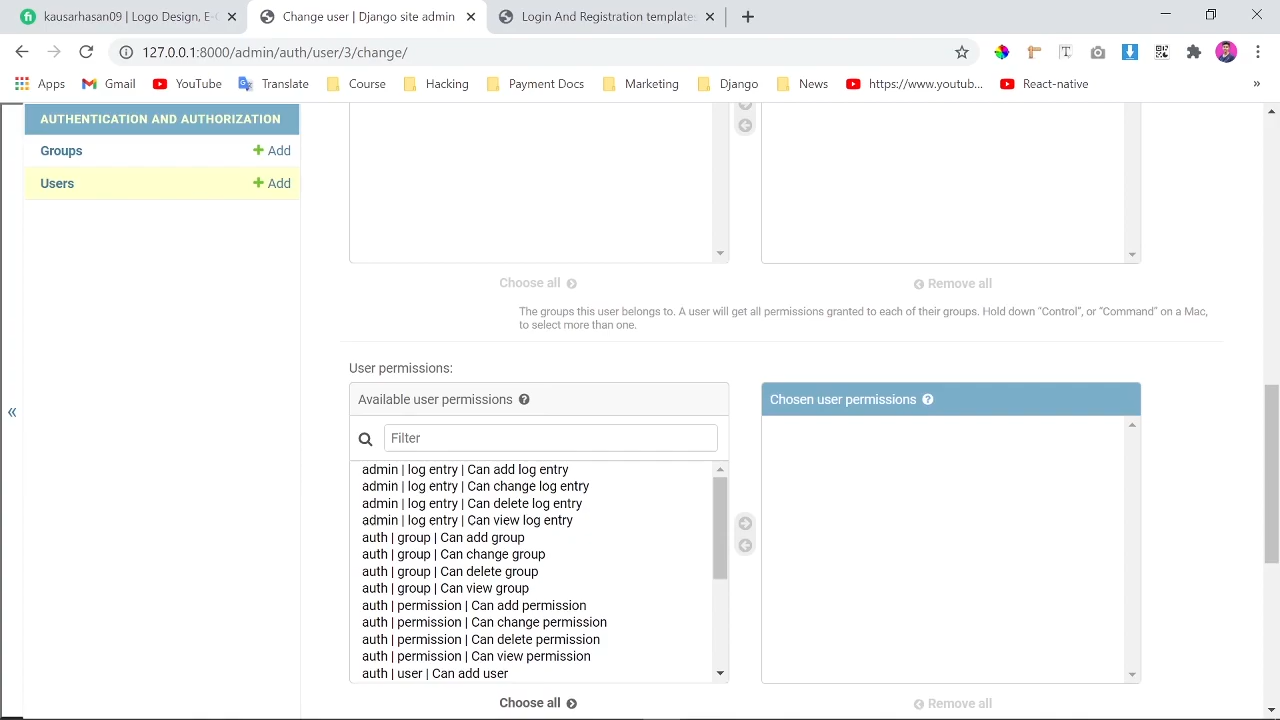 kasarhasan09 | Logo Design, E-C
Change user | Django site admin
Login And Registration template
127.0.0.1:8000/admin/auth/user/3/change/
Apps
Gmail
YouTube
Translate
Course
Hacking
Payment Docs
Marketing
Django
News
https://www.youtub...
React-native
»
AUTHENTICATION AND AUTHORIZATION
Groups + Add
Users + Add
«
Choose all
Remove all
The groups this user belongs to. A user will get all permissions granted to each of their groups. Hold down “Control”, or “Command” on a Mac,
to select more than one.
User permissions:
Available user permissions ?
Filter
admin | log entry | Can add log entry
admin | log entry | Can change log entry
admin | log entry | Can delete log entry
admin | log entry | Can view log entry
auth | group | Can add group
auth | group | Can change group
auth | group | Can delete group
auth | group | Can view group
auth | permission | Can add permission
auth | permission | Can change permission
auth | permission | Can delete permission
auth | permission | Can view permission
auth | user | Can add user
Choose all
Chosen user permissions ?
Remove all